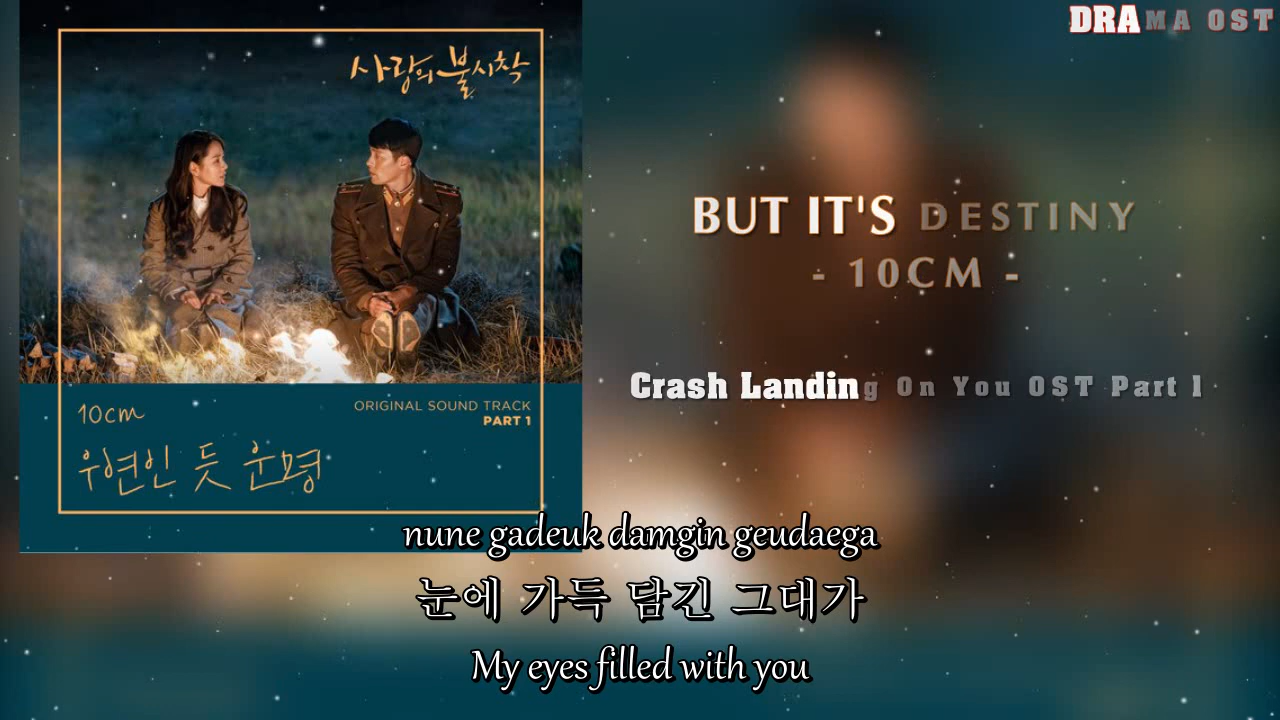 DRAMA OST
사랑의 불시착
BUT IT'S DESTINY
- 10CM -
Crash Landing On You OST Part 1
10cm
ORIGINAL SOUND TRACK
PART 1
우현인 듯 운명
nune gadeuk damgin geudaega
눈에 가득 담긴 그대가
My eyes filled with you